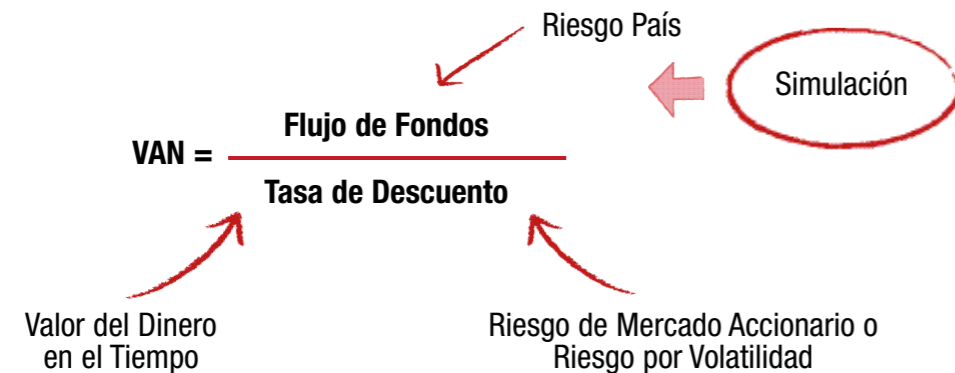 Riesgo País
Simulación
Flujo de Fondos
VAN =
Tasa de Descuento
Valor del Dinero
en el Tiempo
Riesgo de Mercado Accionario o
Riesgo por Volatilidad